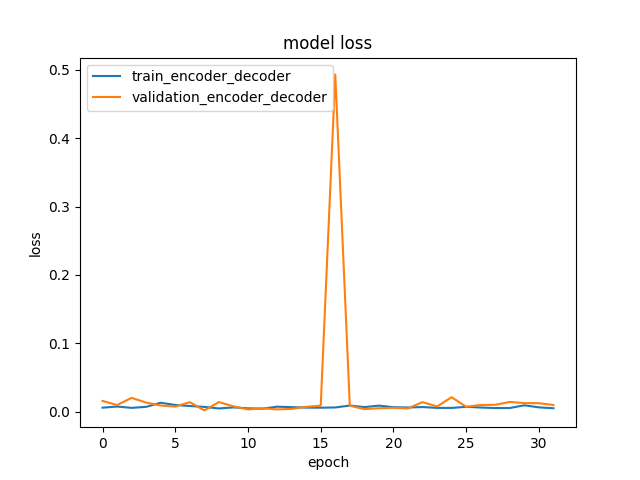 model loss
train_encoder_decoder
validation_encoder_decoder
0.5
0.4
0.3
0.2
0.1
0.0
loss
0 5 10 15 20 25 30
epoch